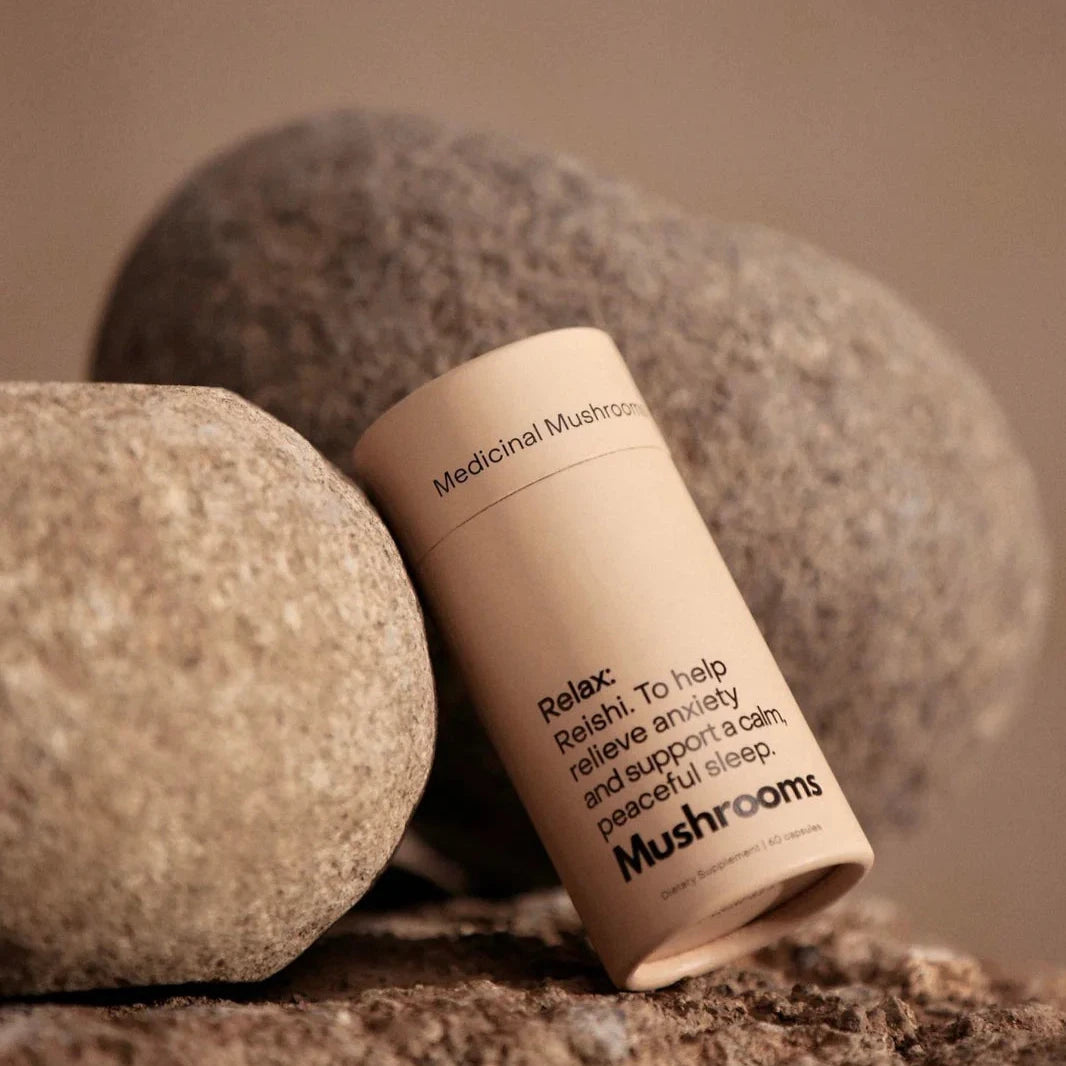 Medicinal Mushrooms
Relax:
Reishi. To help
relieve anxiety
and support a calm,
peaceful sleep.
Mushrooms
Dietary Supplement | 60 capsules